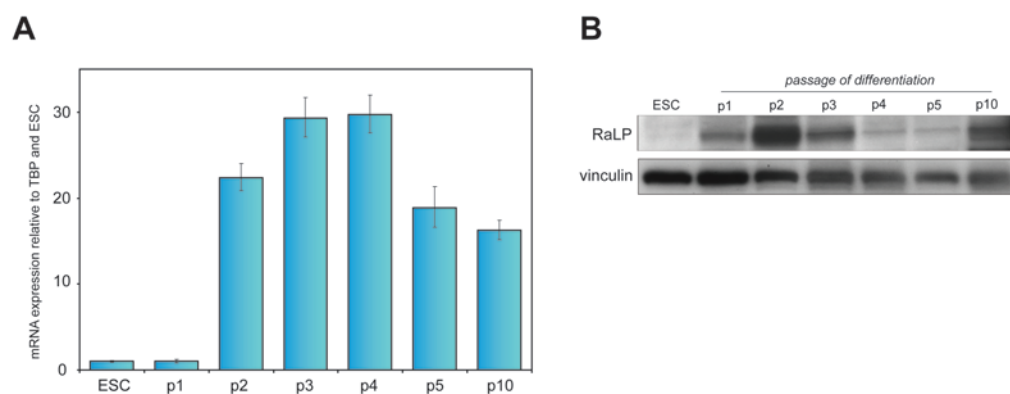 A
mRNA expression relative to TBP and ESC
30
20
10
0
ESC p1 p2 p3 p4 p5 p10
B
passage of differentiation
ESC p1 p2 p3 p4 p5 p10
RaLP
vinculin